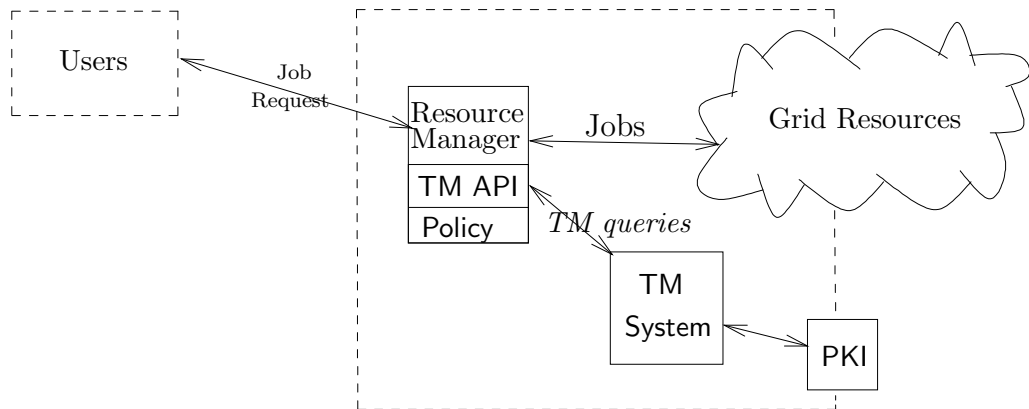 Users
Job
Request
Resource
Manager
Jobs
Grid Resources
TM API
Policy
TM queries
TM
System
PKI